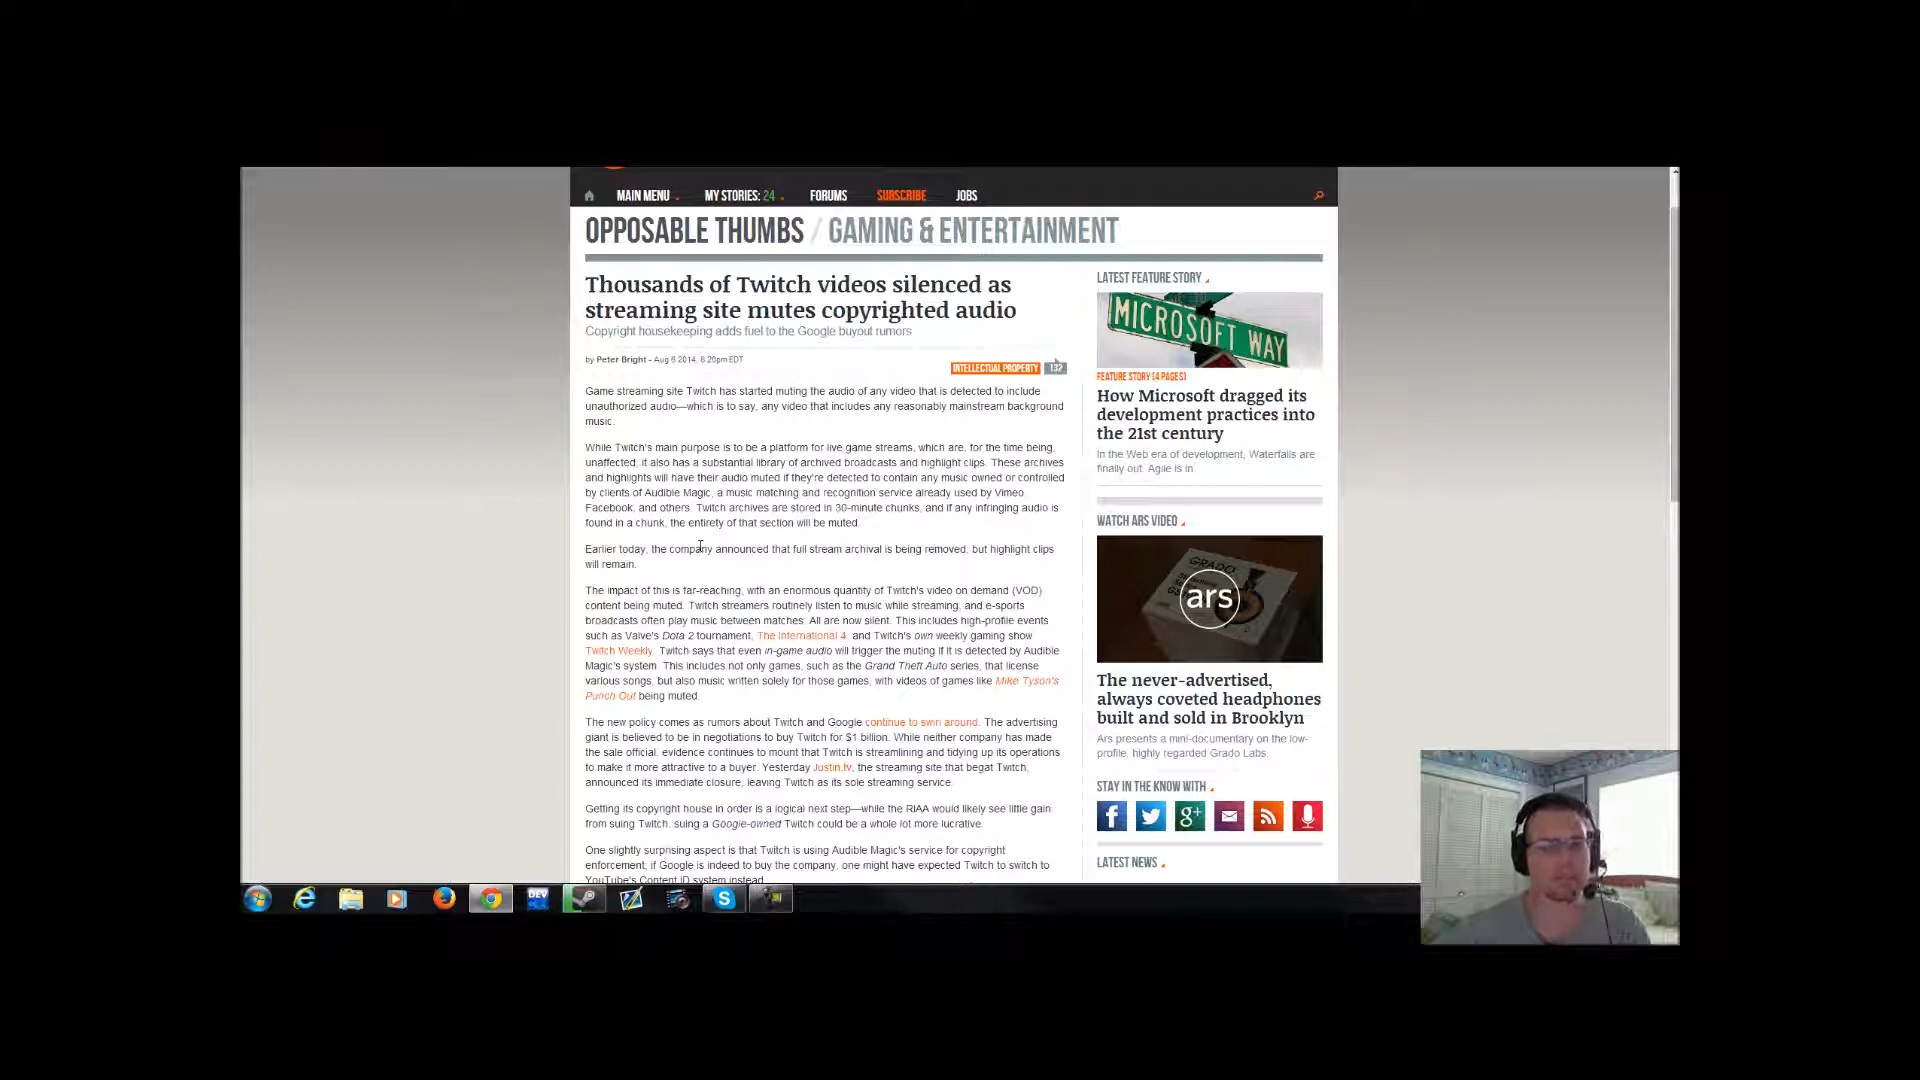 MAIN MENU
MY STORIES: 24
FORUMS
SUBSCRIBE
JOBS
OPPOSABLE THUMBS / GAMING & ENTERTAINMENT
Thousands of Twitch videos silenced as
streaming site mutes copyrighted audio
Copyright housekeeping adds fuel to the Google buyout rumors
by Peter Bright - Aug 6 2014, 8:20pm EDT
INTELLECTUAL PROPERTY
132
Game streaming site Twitch has started muting the audio of any video that is detected to include
unauthorized audio—which is to say, any video that includes any reasonably mainstream background
music.
While Twitch's main purpose is to be a platform for live game streams, which are, for the time being,
unaffected, it also has a substantial library of archived broadcasts and highlight clips. These archives
and highlights will have their audio muted if they're detected to contain any music owned or controlled
by clients of Audible Magic, a music matching and recognition service already used by Vimeo,
Facebook, and others. Twitch archives are stored in 30-minute chunks, and if any infringing audio is
found in a chunk, the entirety of that section will be muted.
Earlier today, the company announced that full stream archival is being removed, but highlight clips
will remain.
The impact of this is far-reaching, with an enormous quantity of Twitch's video on demand (VOD)
content being muted. Twitch streamers routinely listen to music while streaming, and e-sports
broadcasts often play music between matches. All are now silent. This includes high-profile events
such as Valve's Dota 2 tournament, The International 4, and Twitch's own weekly gaming show
Twitch Weekly. Twitch says that even in-game audio will trigger the muting if it is detected by Audible
Magic's system. This includes not only games, such as the Grand Theft Auto series, that license
various songs, but also music written solely for those games, with videos of games like Mike Tyson's
Punch Out being muted.
The new policy comes as rumors about Twitch and Google continue to swirl around. The advertising
giant is believed to be in negotiations to buy Twitch for $1 billion. While neither company has made
the sale official, evidence continues to mount that Twitch is streamlining and tidying up its operations
to make it more attractive to a buyer. Yesterday Justin.tv, the streaming site that begat Twitch,
announced its immediate closure, leaving Twitch as its sole streaming service.
Getting its copyright house in order is a logical next step—while the RIAA would likely see little gain
from suing Twitch, suing a Google-owned Twitch could be a whole lot more lucrative.
One slightly surprising aspect is that Twitch is using Audible Magic's service for copyright
enforcement; if Google is indeed to buy the company, one might have expected Twitch to switch to
YouTube's Content ID system instead.
LATEST FEATURE STORY
MICROSOFT WAY
FEATURE STORY (4 PAGES)
How Microsoft dragged its
development practices into
the 21st century
In the Web era of development, Waterfalls are
finally out. Agile is in.
WATCH ARS VIDEO
GRADO
ars
The never-advertised,
always coveted headphones
built and sold in Brooklyn
Ars presents a mini-documentary on the low-
profile, highly regarded Grado Labs.
STAY IN THE KNOW WITH
LATEST NEWS
DEV